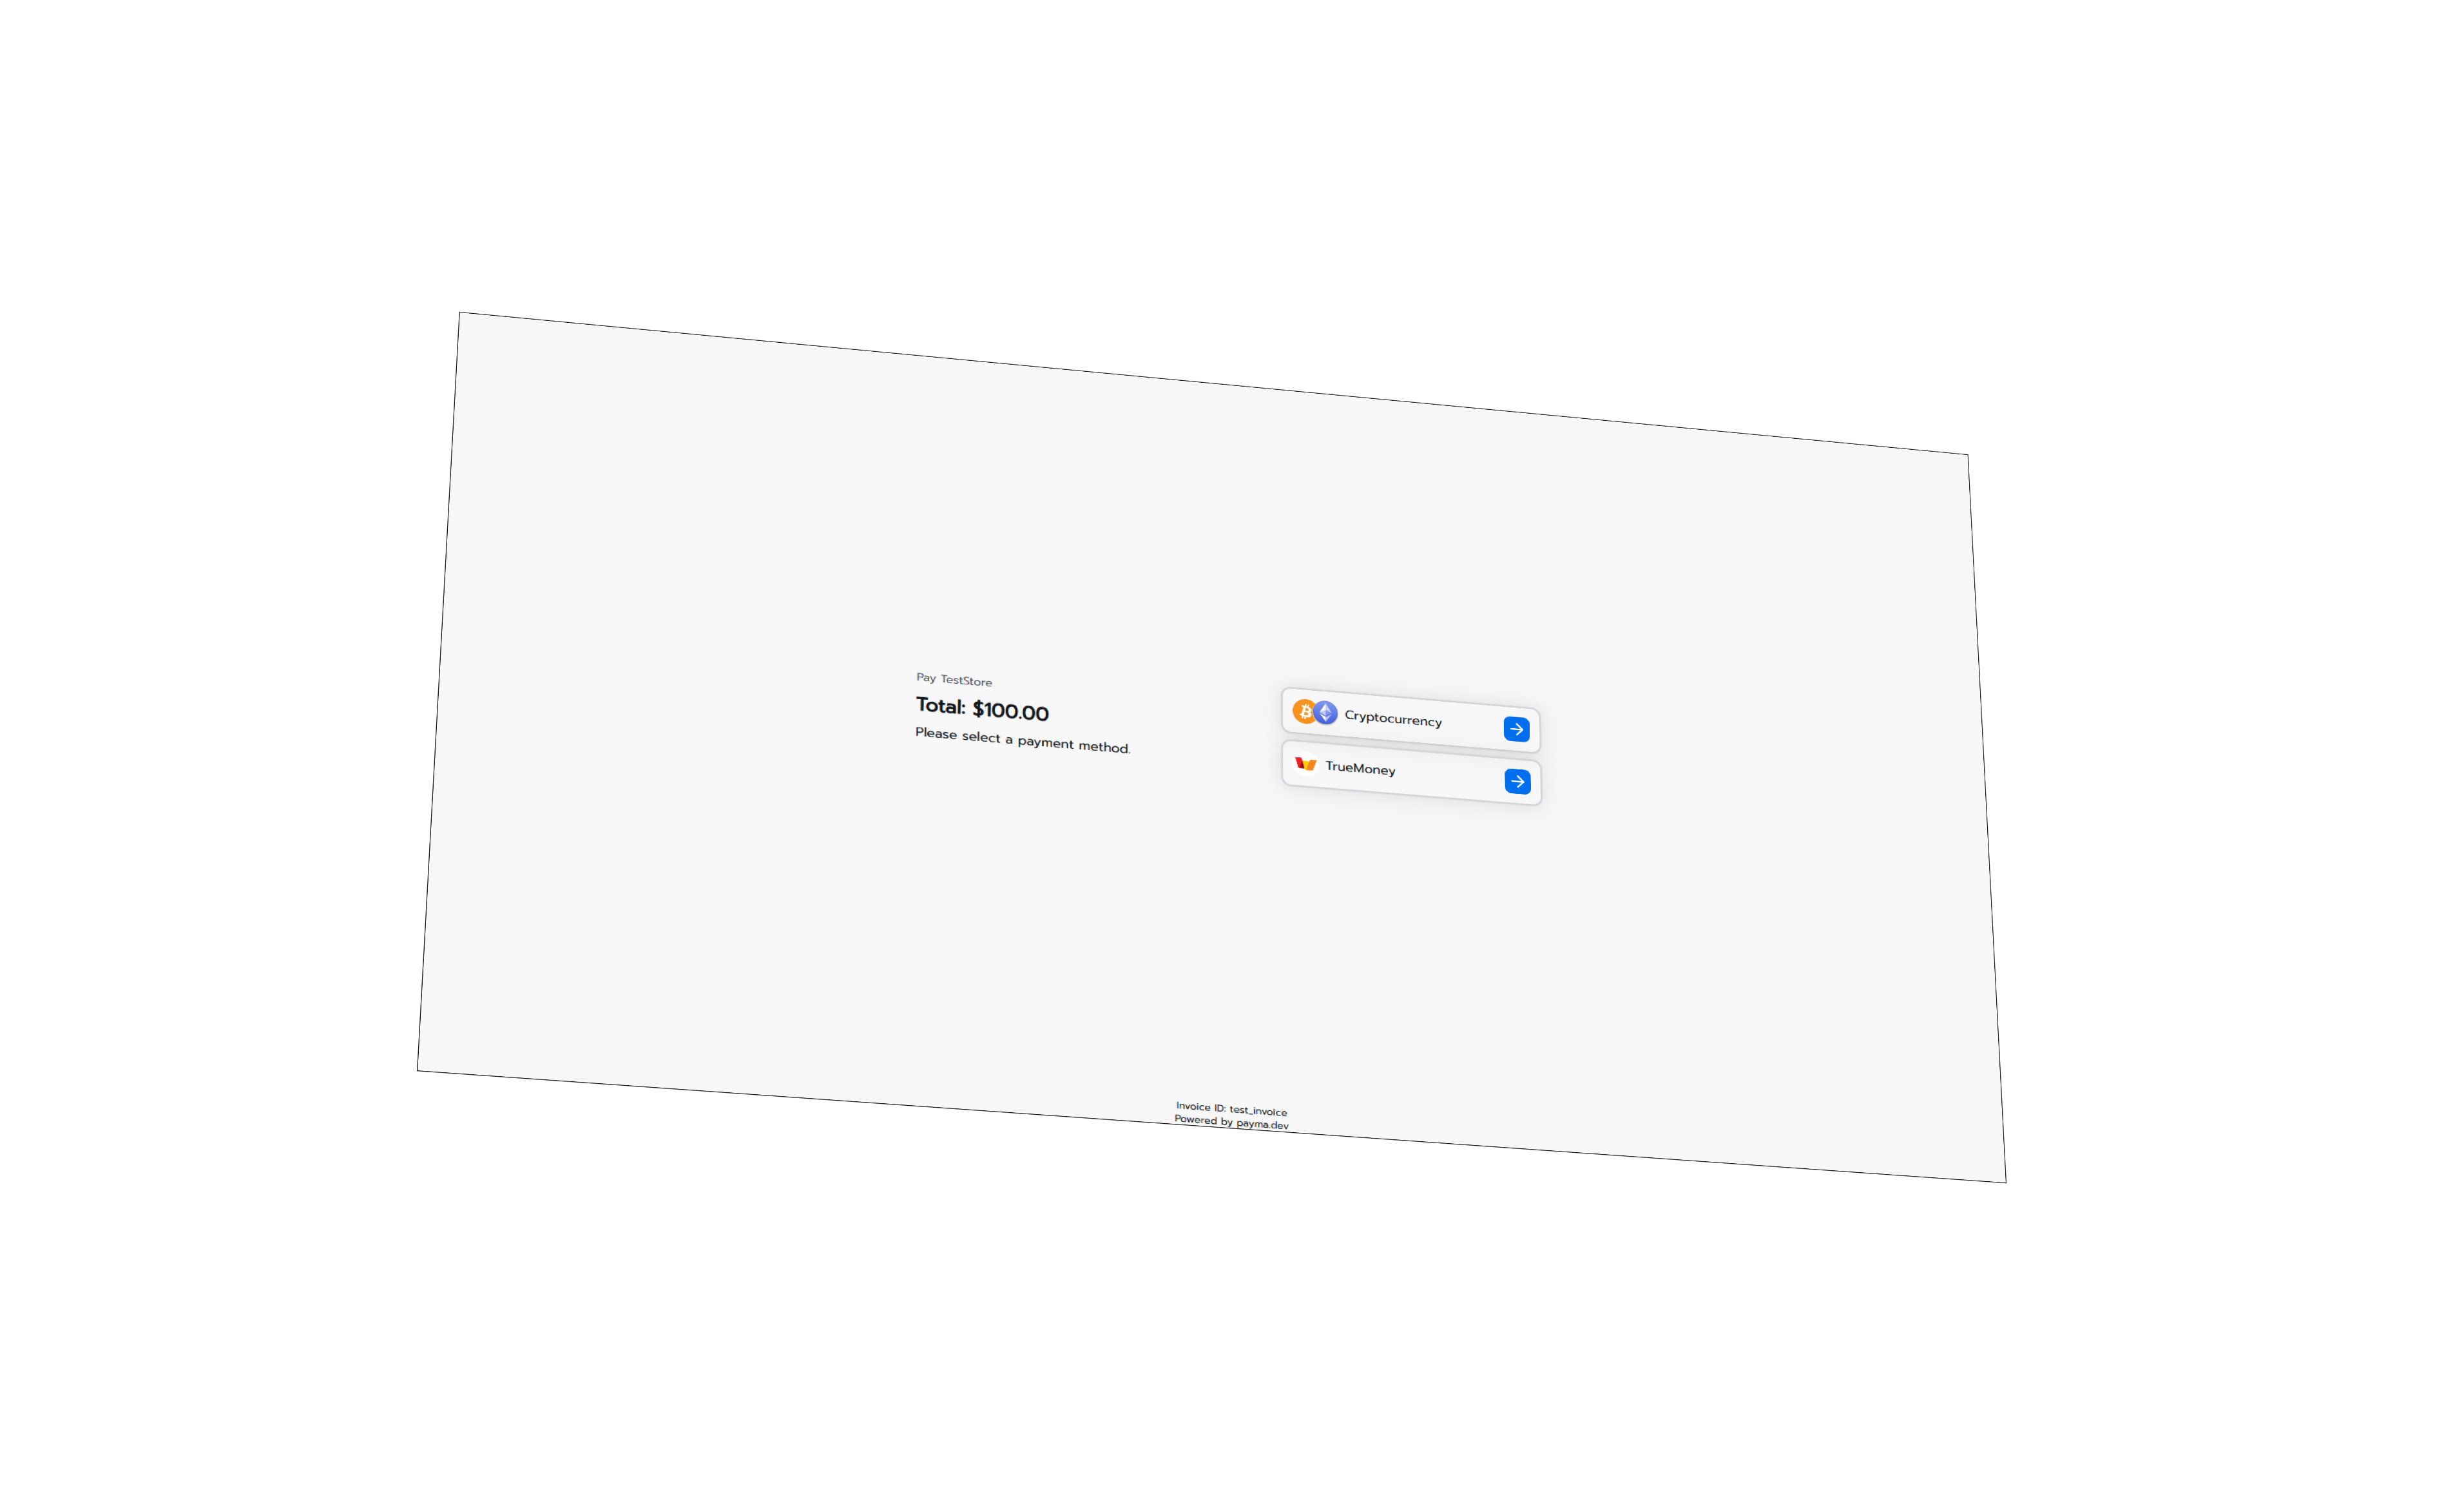 Pay TestStore
Total: $100.00
Please select a payment method.
Cryptocurrency
TrueMoney
Invoice ID: test_invoice
Powered by payma.dev